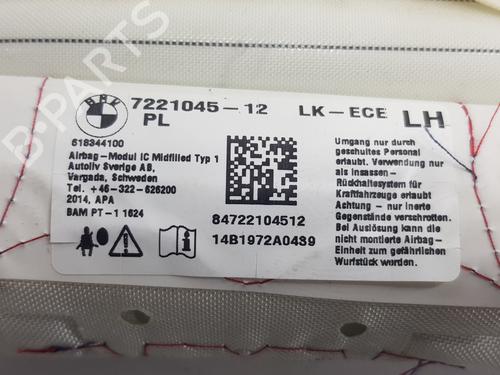 B-PARTS
BMW
7221045-12 LK-ECE LH
PL
618344100
Airbag-Modul IC Midfilled Typ 1
Autoliv Sverige AB,
Vargada, Schweden
Tel. +46-322-626200
2014, APA
BAM PT-1 1624
84722104512
14B1972A0439
Umgang nur durch
geschultes Personal
erlaubt. Verwendung nur
als Insassen-
Rückhaltesystem für
Kraftfahrzeuge erlaubt
Achtung: nur inerte
Gegenstände verschrotten.
Bei Auslösung kann die
nicht montierte Airbag-
Einheit zum gefährlichen
Wurfstück wurden.